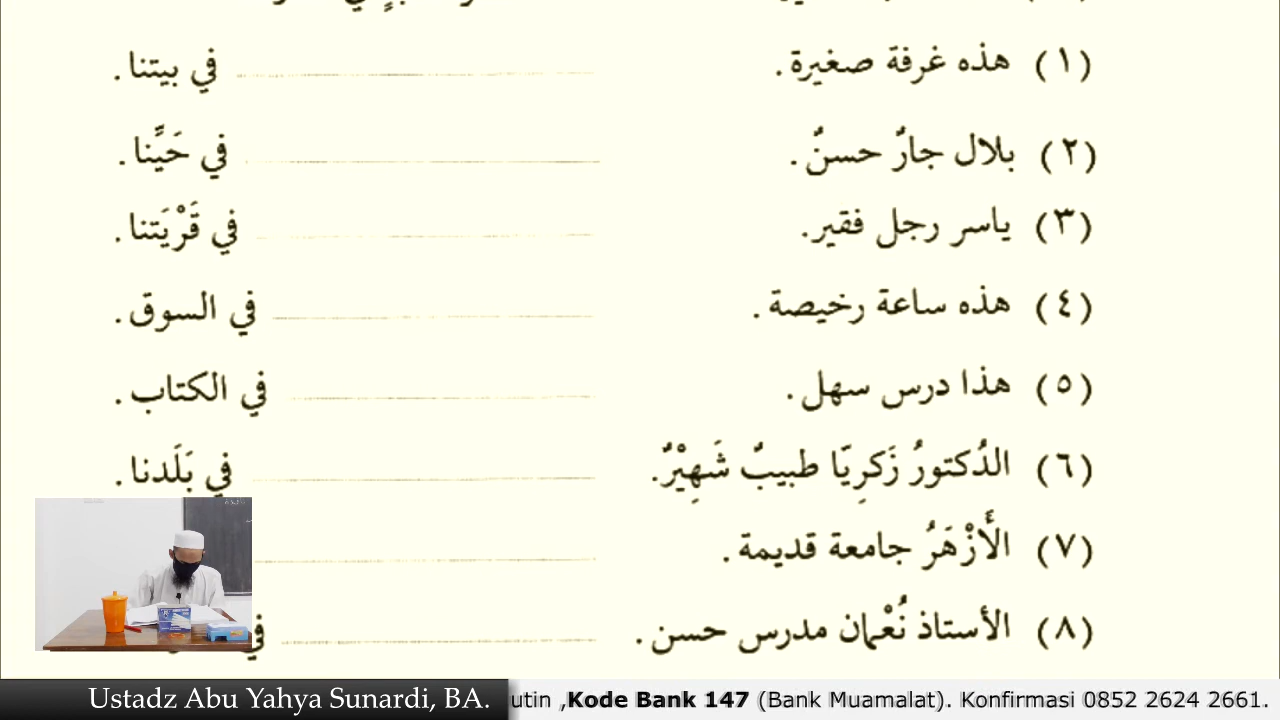 (١) هذه غرفة صغيرة. في بيتنا.
(٢) بلال جارٌ حسنٌ. في حَيِّنا.
(٣) ياسر رجل فقير. في قَرْيَتنا.
(٤) هذه ساعة رخيصة. في السوق.
(٥) هذا درس سهل. في الكتاب.
(٦) الدُكتورُ زَكرِيّا طبيبٌ شَهِيْرٌ. في بَلَدنا.
(٧) الأَزْهَرُ جامعة قديمة.
(٨) الأستاذ نُعْمان مدرس حسن. في
Ustadz Abu Yahya Sunardi, BA.
utin ,Kode Bank 147 (Bank Muamalat). Konfirmasi 0852 2624 2661.